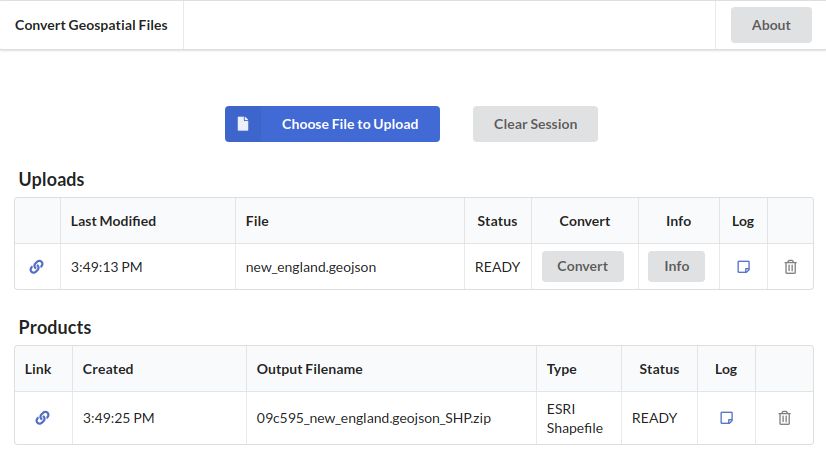 Convert Geospatial Files
About
Choose File to Upload
Clear Session
Uploads
Last Modified File Status Convert Info Log
3:49:13 PM new_england.geojson READY Convert Info
Products
Link Created Output Filename Type Status Log
3:49:25 PM 09c595_new_england.geojson_SHP.zip ESRI Shapefile READY